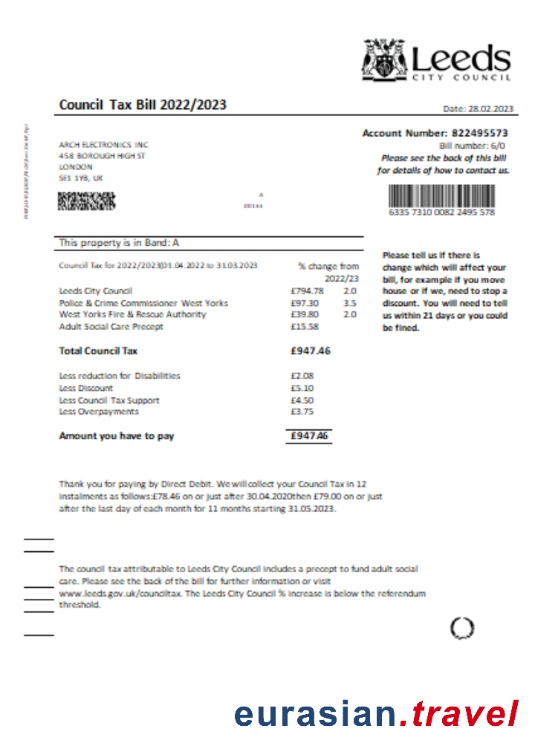 Leeds
CITY COUNCIL
Council Tax Bill 2022/2023
Date: 28.02.2023
Account Number: 822495573
Bill number: 6/0
Please see the back of this bill
for details of how to contact us.
ARCH ELECTRONICS INC
458 BOROUGH HIGH ST
LONDON
SE1 1YB, UK
A
00144
6335 7310 0082 2495 578
This property is in Band: A
Council Tax for 2022/2023(01.04.2022 to 31.03.2023
% change from
2022/23
Leeds City Council £794.78 2.0
Police & Crime Commissioner West Yorks £97.30 3.5
West Yorks Fire & Rescue Authority £39.80 2.0
Adult Social Care Precept £15.58
Total Council Tax £947.46
Less reduction for Disabilities £2.08
Less Discount £5.10
Less Council Tax Support £4.50
Less Overpayments £3.75
Amount you have to pay £947.46
Please tell us if there is
change which will affect your
bill, for example if you move
house or if we, need to stop a
discount. You will need to tell
us within 21 days or you could
be fined.
Thank you for paying by Direct Debit. We will collect your Council Tax in 12
instalments as follows:£78.46 on or just after 30.04.2020then £79.00 on or just
after the last day of each month for 11 months starting 31.05.2023.
The council tax attributable to Leeds City Council includes a precept to fund adult social
care. Please see the back of the bill for further information or visit
www.leeds.gov.uk/counciltax. The Leeds City Council % increase is below the referendum
threshold.
eurasian.travel